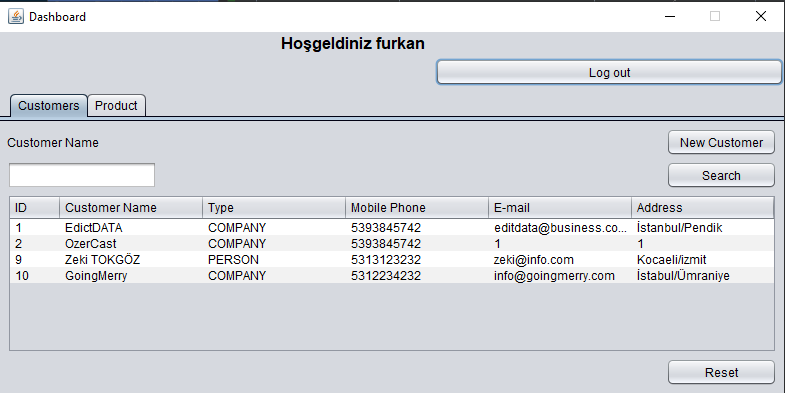 Dashboard
Hoşgeldiniz furkan
Log out
Customers Product
Customer Name
New Customer
Search
ID Customer Name Type Mobile Phone E-mail Address
1 EdictDATA COMPANY 5393845742 editdata@business.co... İstanbul/Pendik
2 OzerCast COMPANY 5393845742 1 1
9 Zeki TOKGÖZ PERSON 5313123232 zeki@info.com Kocaeli/izmit
10 GoingMerry COMPANY 5312234232 info@goingmerry.com İstabul/Ümraniye
Reset